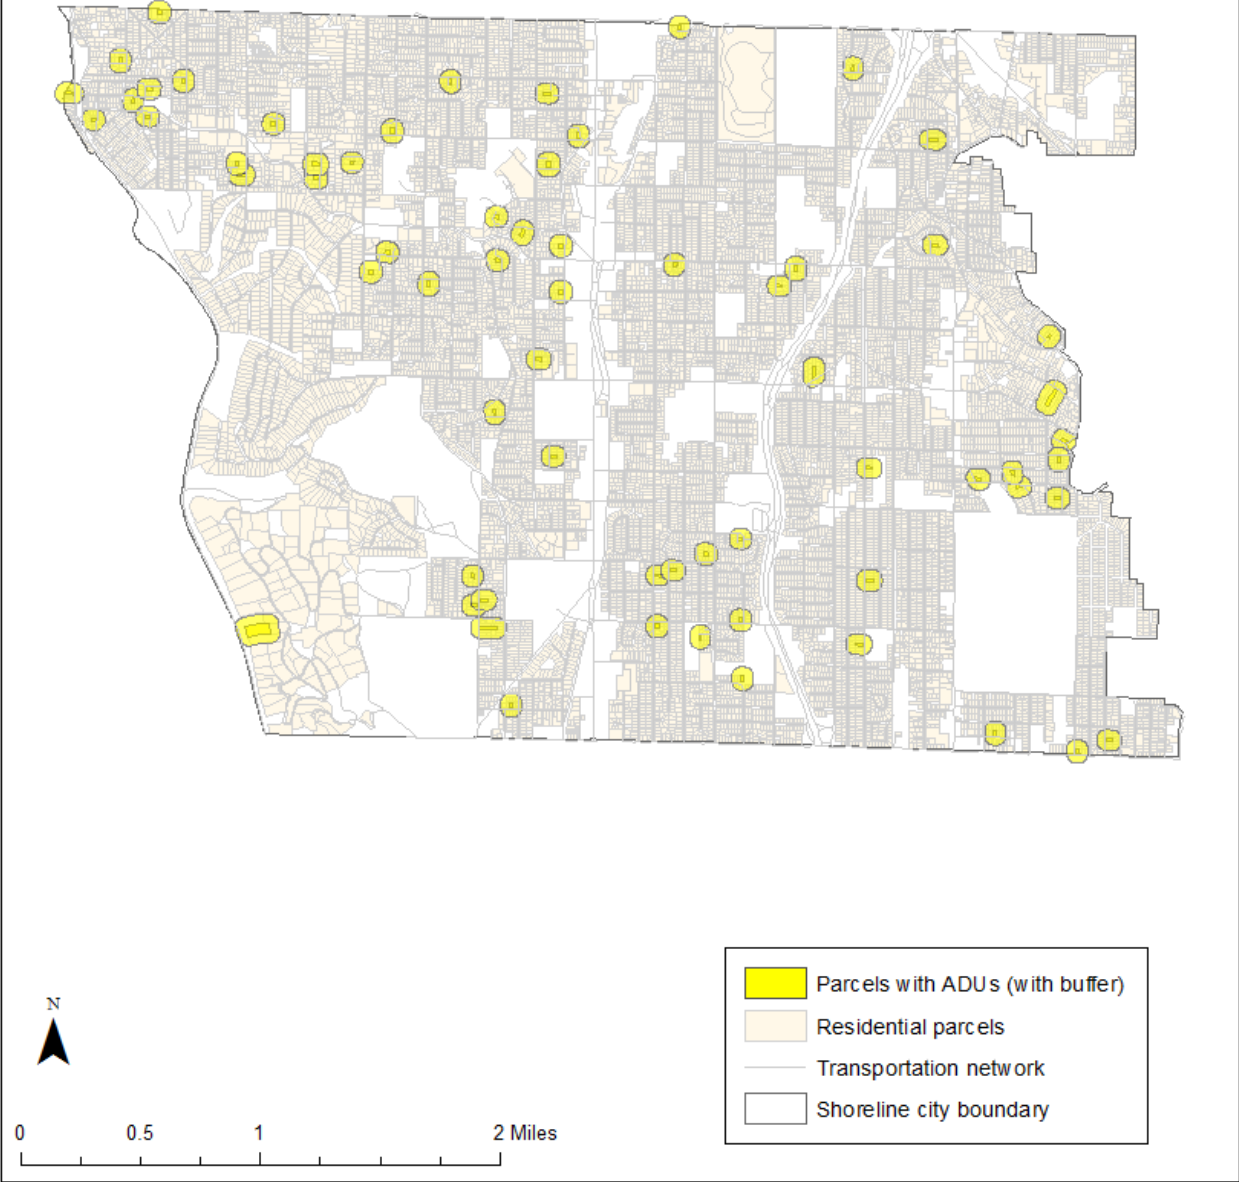 Parcels with ADUs (with buffer)
Residential parcels
Transportation network
Shoreline city boundary
N
0 0.5 1 2 Miles